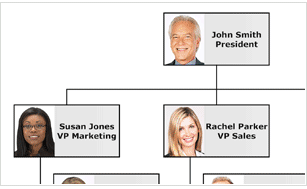 John Smith
President
Susan Jones
VP Marketing
Rachel Parker
VP Sales